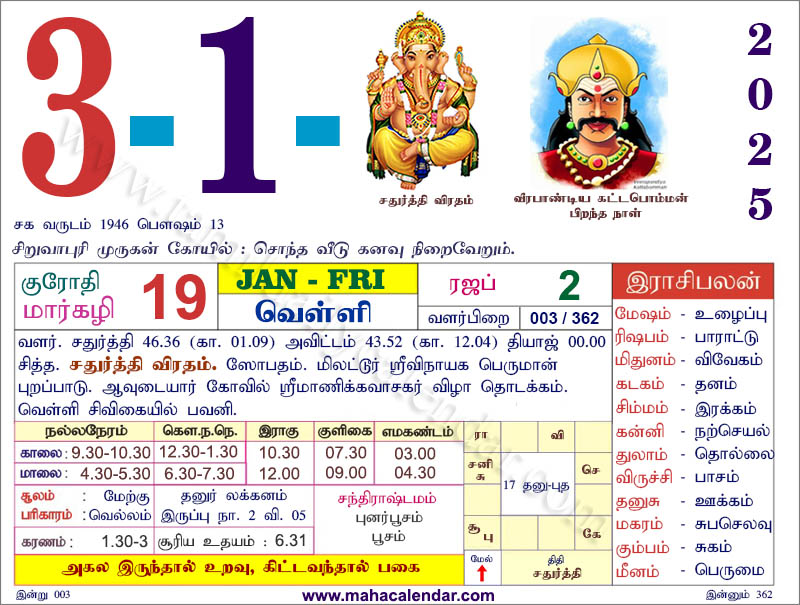 3-1-
2025
சதுர்த்தி விரதம்
வீரபாண்டிய கட்டபொம்மன்
பிறந்த நாள்
சக வருடம் 1946 பௌஷம் 13
சிறுவாபுரி முருகன் கோயில் : சொந்த வீடு கனவு நிறைவேறும்.
குரோதி
மார்கழி 19
JAN - FRI
வெள்ளி
ரஜப் 2
வளர்பிறை 003 / 362
வளர். சதுர்த்தி 46.36 (கா. 01.09) அவிட்டம் 43.52 (கா. 12.04) தியாஜ் 00.00
சித்த. சதுர்த்தி விரதம். ஸோபதம். மிலட்டுர் ஸ்ரீவிநாயக பெருமான்
புறப்பாடு. ஆவுடையார் கோவில் ஸ்ரீமாணிக்கவாசகர் விழா தொடக்கம்.
வெள்ளி சிவிகையில் பவனி.
நல்லநேரம் கௌ.ந.நெ. இராகு குளிகை எமகண்டம்
காலை: 9.30-10.30 12.30-1.30 10.30 07.30 03.00
மாலை: 4.30-5.30 6.30-7.30 12.00 09.00 04.30
சூலம் : மேற்கு
பரிகாரம் : வெல்லம்
தனுர் லக்கனம்
இருப்பு நா. 2 வி. 05
கரணம் : 1.30-3 சூரிய உதயம் : 6.31
சந்திராஷ்டமம்
புனர்பூசம்
பூசம்
ரா வி
சனி
சு
செ
17 தனு-புத
சூ
பு
கே
மேல்
திதி
சதுர்த்தி
அகல இருந்தால் உறவு, கிட்டவந்தால் பகை
இராசிபலன்
மேஷம் - உழைப்பு
ரிஷபம் - பாராட்டு
மிதுனம் - விவேகம்
கடகம் - தனம்
சிம்மம் - இரக்கம்
கன்னி - நற்செயல்
துலாம் - தொல்லை
விருச்சி - பாசம்
தனுசு - ஊக்கம்
மகரம் - சுபசெலவு
கும்பம் - சுகம்
மீனம் - பெருமை
இன்று 003
www.mahacalendar.com
இன்னும் 362